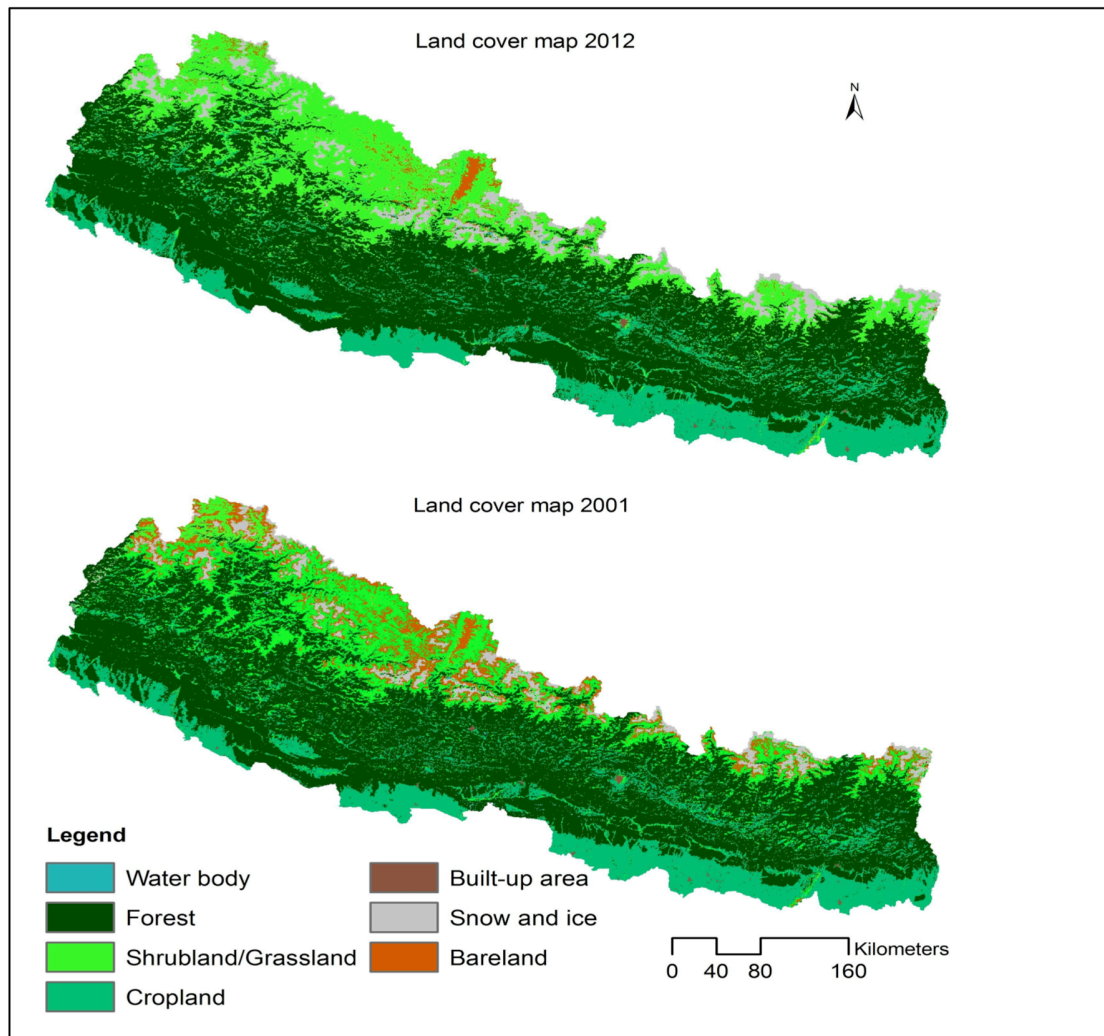 Land cover map 2012
N
Land cover map 2001
Legend
Water body
Forest
Shrubland/Grassland
Cropland
Built-up area
Snow and ice
Bareland
Kilometers
0 40 80 160